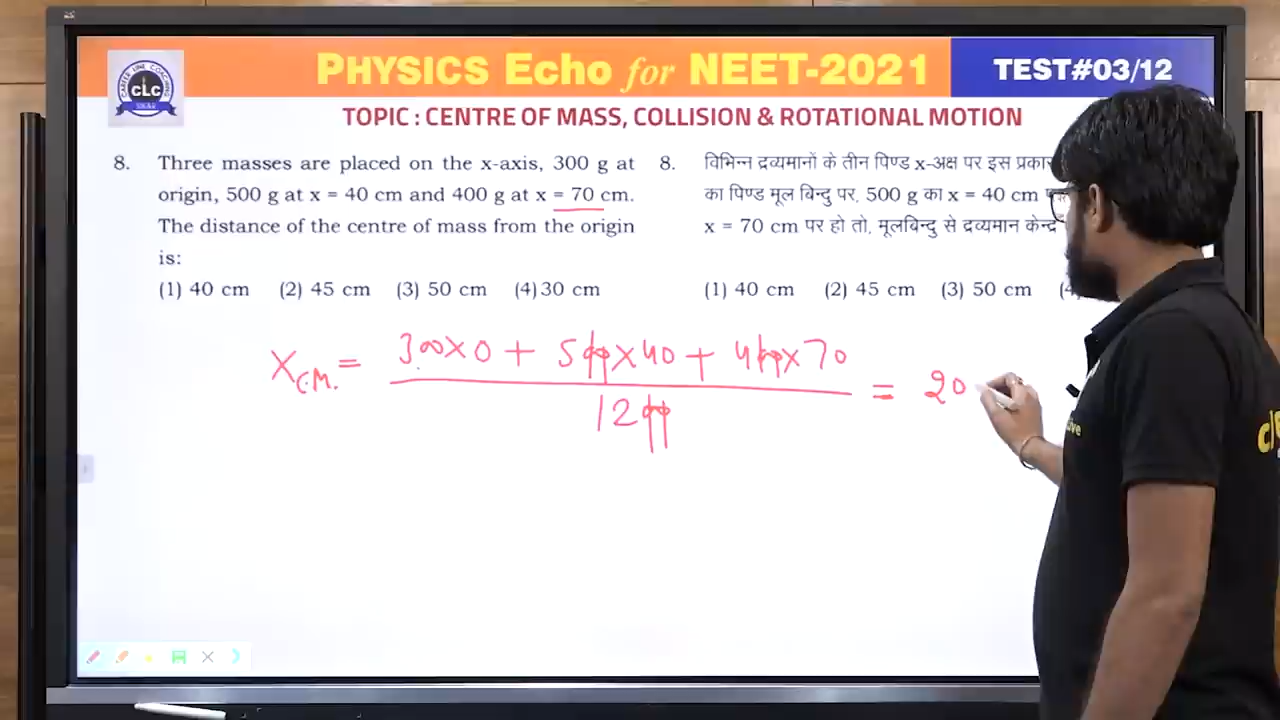 PHYSICS Echo for NEET-2021
TEST#03/12
CLC
SIKAR
TOPIC : CENTRE OF MASS, COLLISION & ROTATIONAL MOTION
8. Three masses are placed on the x-axis, 300 g at
origin, 500 g at x = 40 cm and 400 g at x = 70 cm.
The distance of the centre of mass from the origin
is:
(1) 40 cm (2) 45 cm (3) 50 cm (4) 30 cm
8. विभिन्न द्रव्यमानों के तीन पिण्ड x-अक्ष पर इस प्रकार
का पिण्ड मूल बिन्दु पर, 500 g का x = 40 cm
x = 70 cm पर हो तो, मूलबिन्दु से द्रव्यमान केन्द्र
(1) 40 cm (2) 45 cm (3) 50 cm (4)
X C.M. = 300×0 + 500×40 + 400×70
1200
= 20